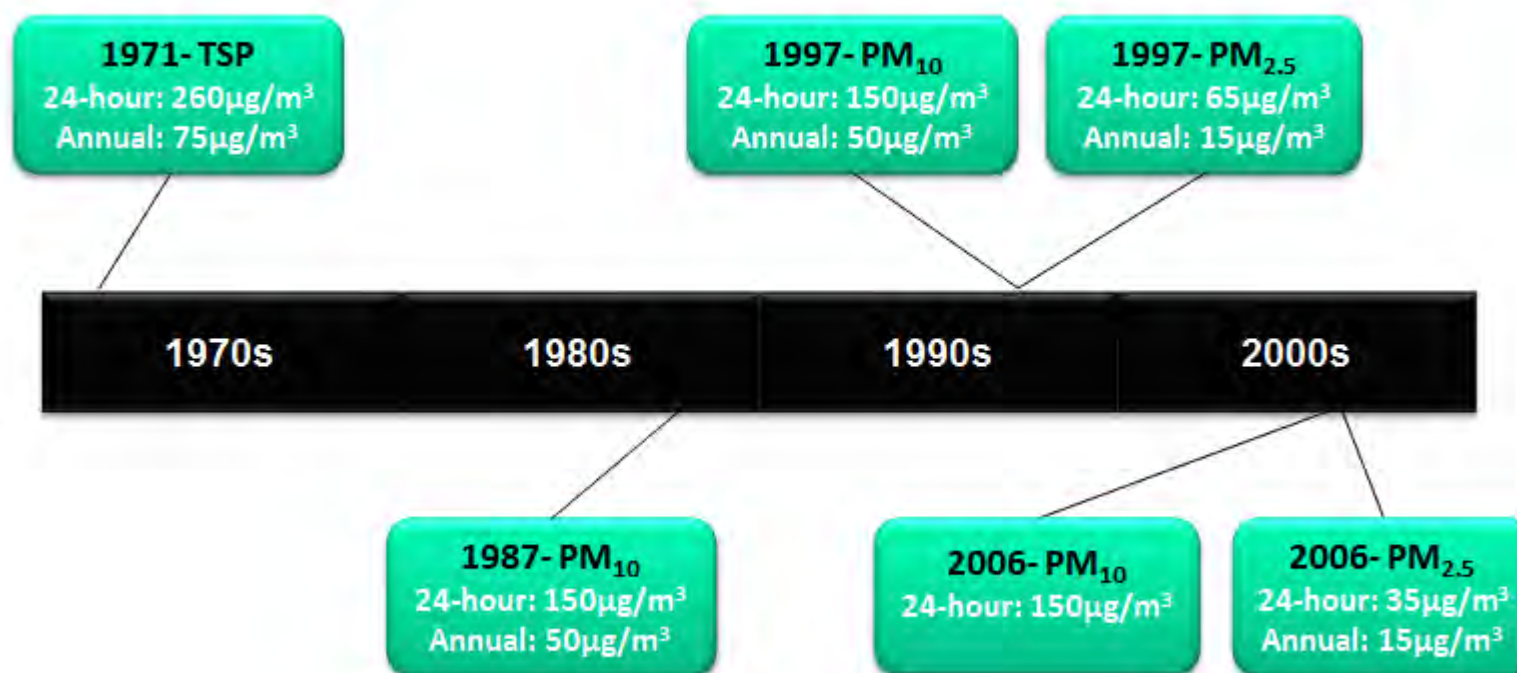 1971- TSP
24-hour: 260µg/m³
Annual: 75µg/m³
1997- PM₁₀
24-hour: 150µg/m³
Annual: 50µg/m³
1997- PM₂.₅
24-hour: 65µg/m³
Annual: 15µg/m³
1970s
1980s
1990s
2000s
1987- PM₁₀
24-hour: 150µg/m³
Annual: 50µg/m³
2006- PM₁₀
24-hour: 150µg/m³
2006- PM₂.₅
24-hour: 35µg/m³
Annual: 15µg/m³